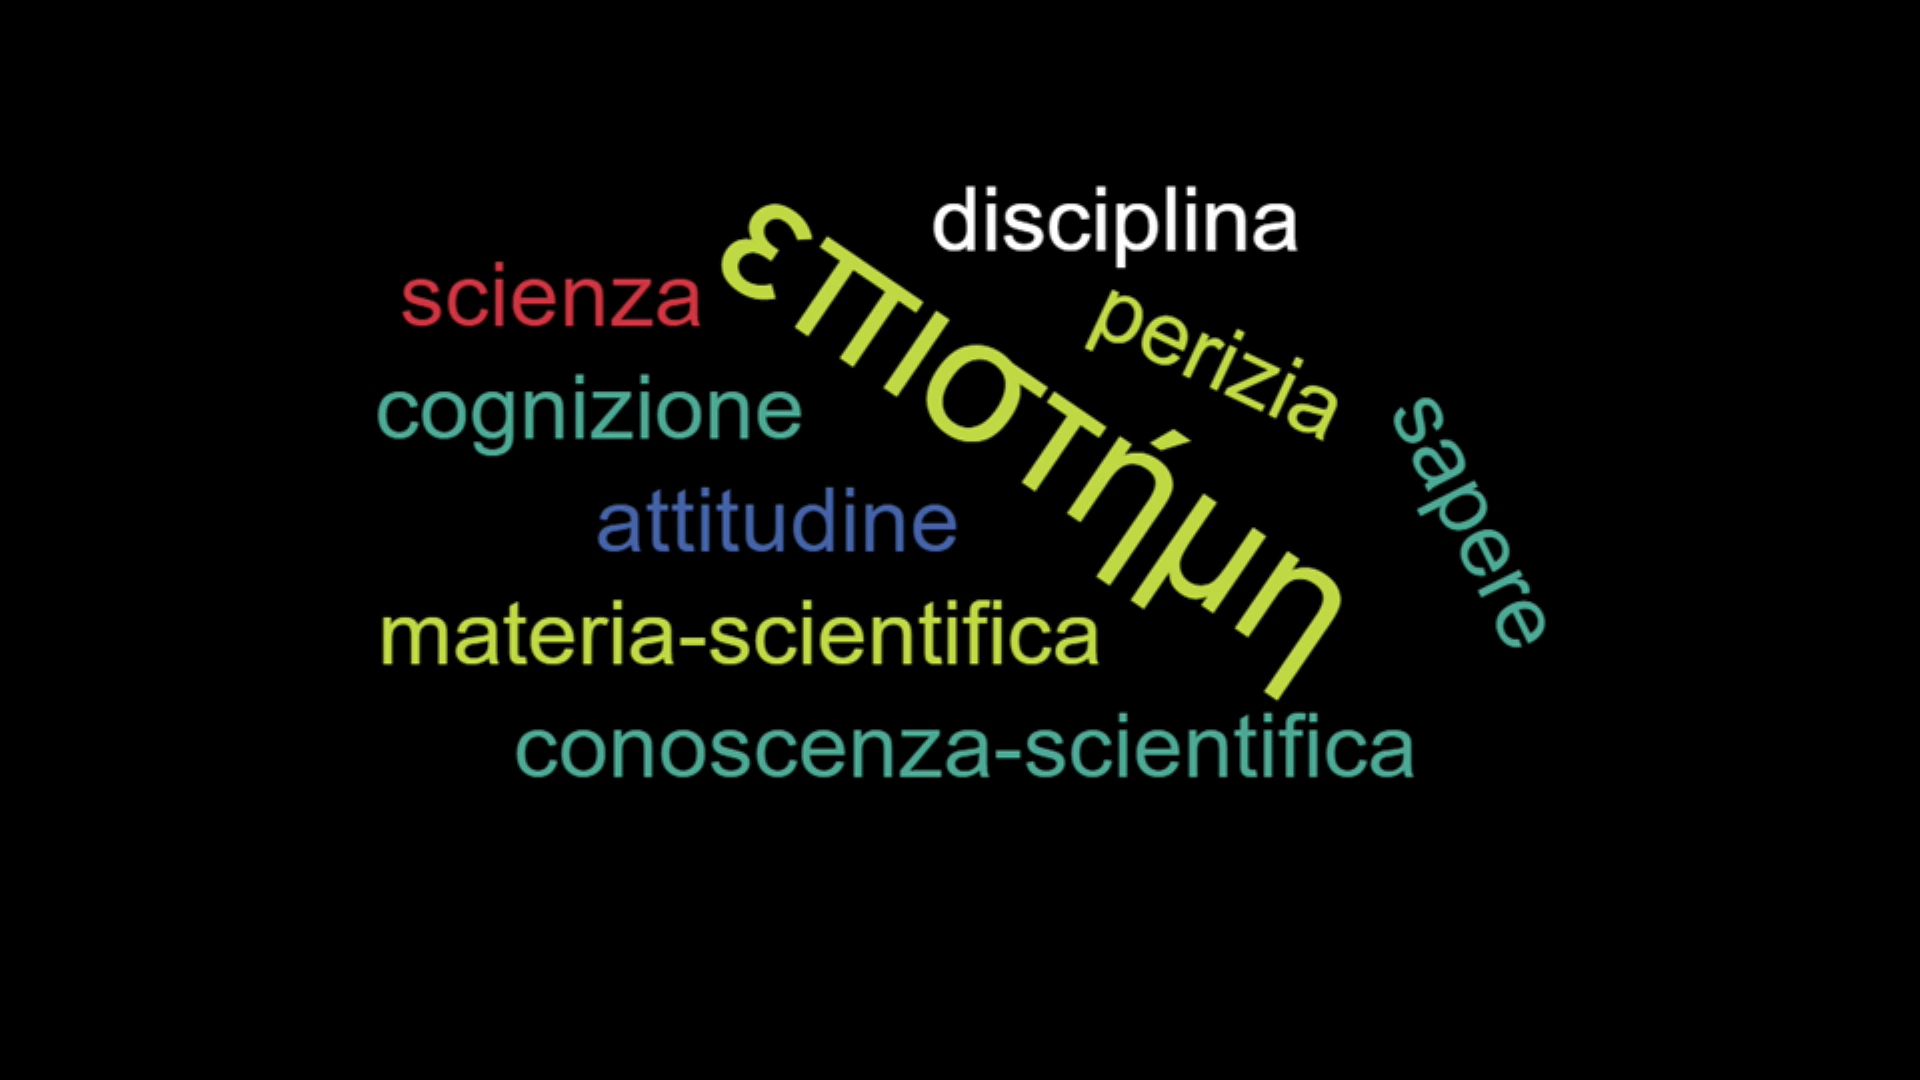 disciplina
scienza
επιστήμη
perizia
cognizione
sapere
attitudine
materia-scientifica
conoscenza-scientifica